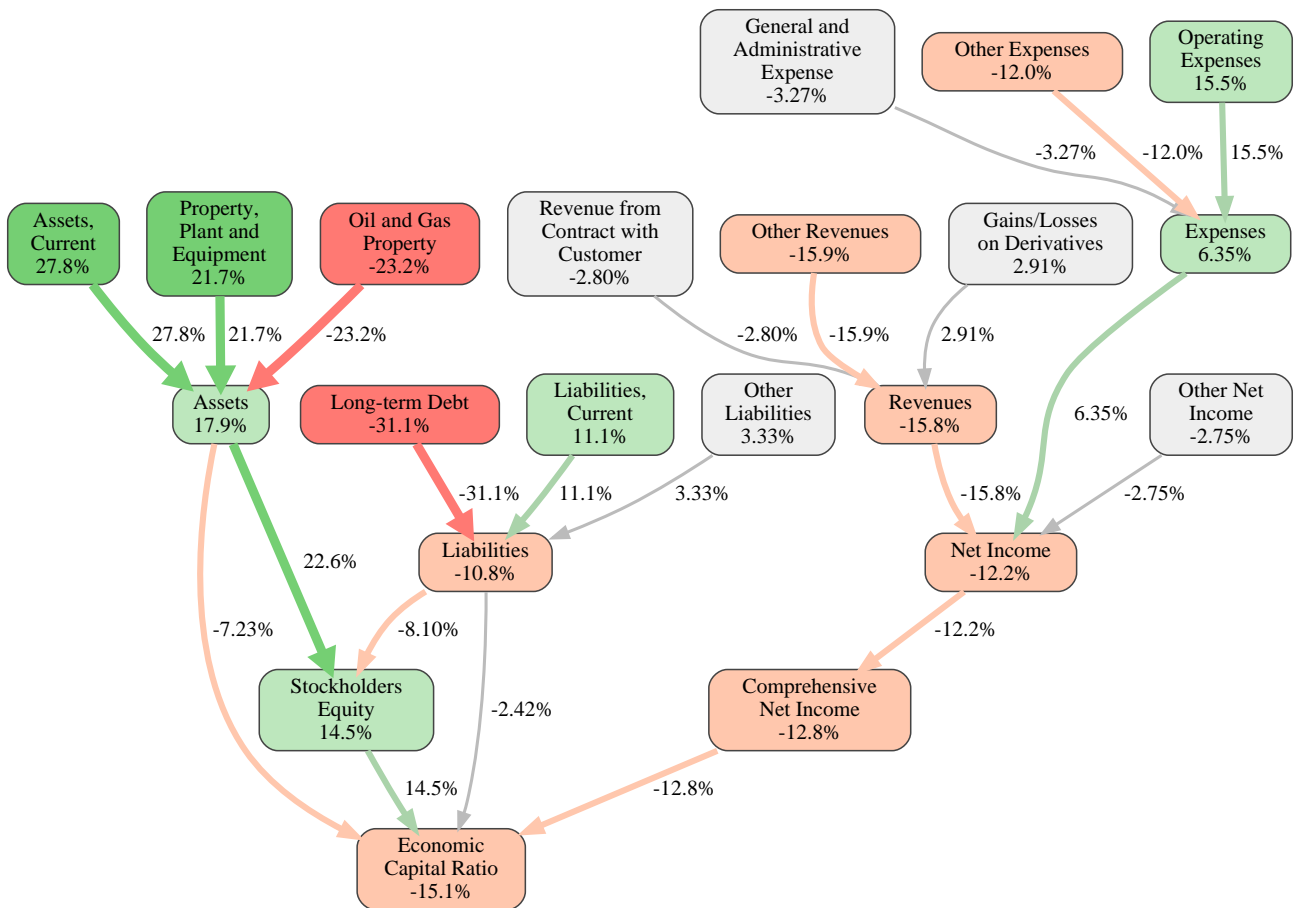 General and
Administrative
Expense
-3.27%
Other Expenses
-12.0%
Operating
Expenses
15.5%
-3.27%
-12.0%
15.5%
Assets,
Current
27.8%
Property,
Plant and
Equipment
21.7%
Oil and Gas
Property
-23.2%
Revenue from
Contract with
Customer
-2.80%
Other Revenues
-15.9%
Gains/Losses
on Derivatives
2.91%
Expenses
6.35%
27.8%
21.7%
-23.2%
-2.80%
-15.9%
2.91%
Assets
17.9%
Long-term Debt
-31.1%
Liabilities,
Current
11.1%
Other
Liabilities
3.33%
Revenues
-15.8%
6.35%
Other Net
Income
-2.75%
-31.1%
11.1%
3.33%
-15.8%
-2.75%
22.6%
Liabilities
-10.8%
Net Income
-12.2%
-7.23%
-8.10%
-12.2%
Stockholders
Equity
14.5%
-2.42%
Comprehensive
Net Income
-12.8%
14.5%
-12.8%
Economic
Capital Ratio
-15.1%